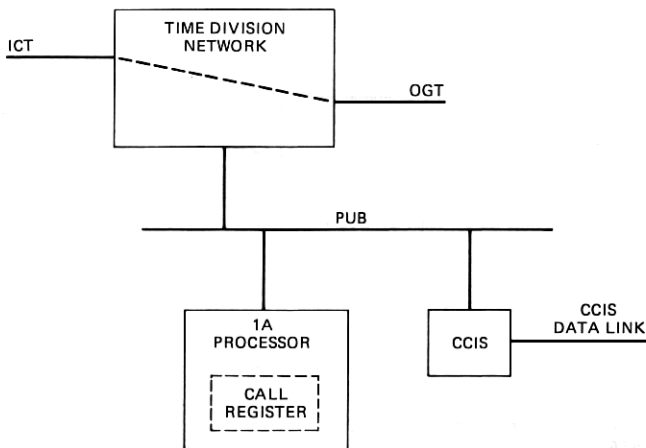 TIME DIVISION
NETWORK
ICT
OGT
PUB
1A
PROCESSOR
CALL
REGISTER
CCIS
CCIS
DATA LINK